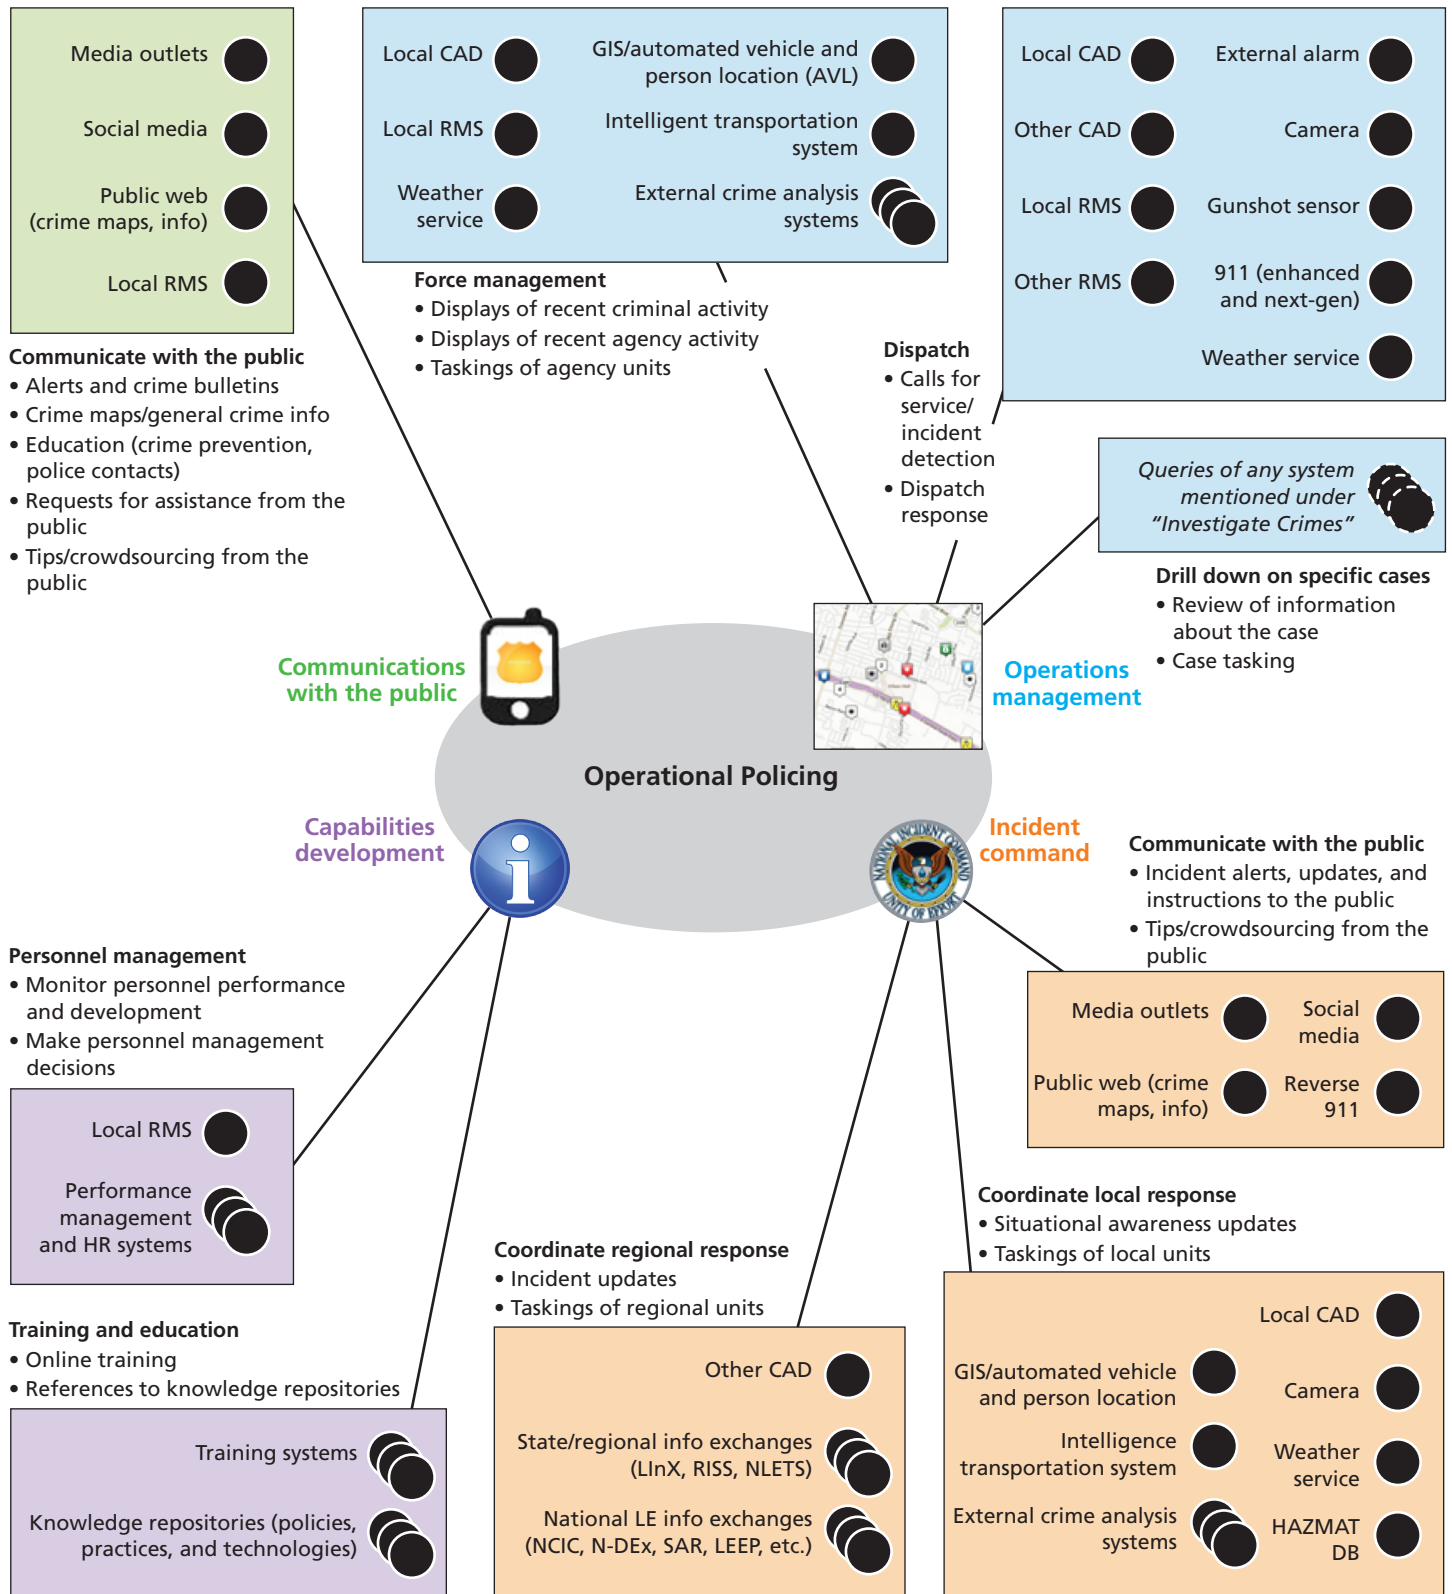 Media outlets
Social media
Public web
(crime maps, info)
Local RMS
Communicate with the public
• Alerts and crime bulletins
• Crime maps/general crime info
• Education (crime prevention,
police contacts)
• Requests for assistance from the
public
• Tips/crowdsourcing from the
public
Local CAD
Local RMS
Weather
service
GIS/automated vehicle and
person location (AVL)
Intelligent transportation
system
External crime analysis
systems
Force management
• Displays of recent criminal activity
• Displays of recent agency activity
• Taskings of agency units
Local CAD
Other CAD
Local RMS
Other RMS
External alarm
Camera
Gunshot sensor
911 (enhanced
and next-gen)
Weather service
Dispatch
• Calls for
service/
incident
detection
• Dispatch
response
Queries of any system
mentioned under
“Investigate Crimes”
Drill down on specific cases
• Review of information
about the case
• Case tasking
Communications
with the public
Operations
management
Operational Policing
Capabilities
development
Incident
command
NATIONAL INCIDENT COMMAND
UNITY OF EFFORT
Communicate with the public
• Incident alerts, updates, and
instructions to the public
• Tips/crowdsourcing from the
public
Media outlets
Social
media
Public web (crime
maps, info)
Reverse
911
Personnel management
• Monitor personnel performance
and development
• Make personnel management
decisions
Local RMS
Performance
management
and HR systems
Training and education
• Online training
• References to knowledge repositories
Training systems
Knowledge repositories (policies,
practices, and technologies)
Coordinate regional response
• Incident updates
• Taskings of regional units
Other CAD
State/regional info exchanges
(LInX, RISS, NLETS)
National LE info exchanges
(NCIC, N-DEx, SAR, LEEP, etc.)
Coordinate local response
• Situational awareness updates
• Taskings of local units
Local CAD
GIS/automated vehicle
and person location
Camera
Intelligence
transportation system
Weather
service
External crime analysis
systems
HAZMAT
DB